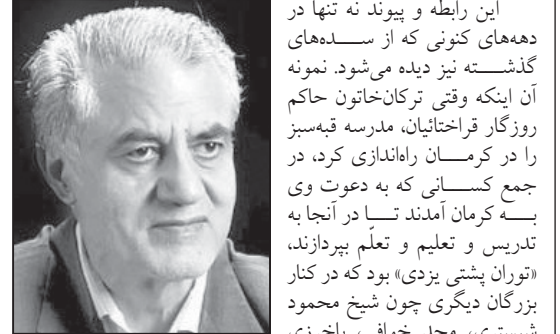 این رابطه و پیوند نه تنها در
دهه‌های کنونی که از سده‌های
گذشته نیز دیده می‌شود. نمونه
آن اینکه وقتی ترکان‌خاتون حاکم
روزگار قراختائیان، مدرسه قبه‌سبز
را در کرمان راه‌اندازی کرد، در
جمع کسانی که به دعوت وی
به کرمان آمدند تا در آنجا به
تدریس و تعلیم و تعلّم بپردازند،
«توران پشتی یزدی» بود که در کنار
بزرگان دیگری چون شیخ محمود